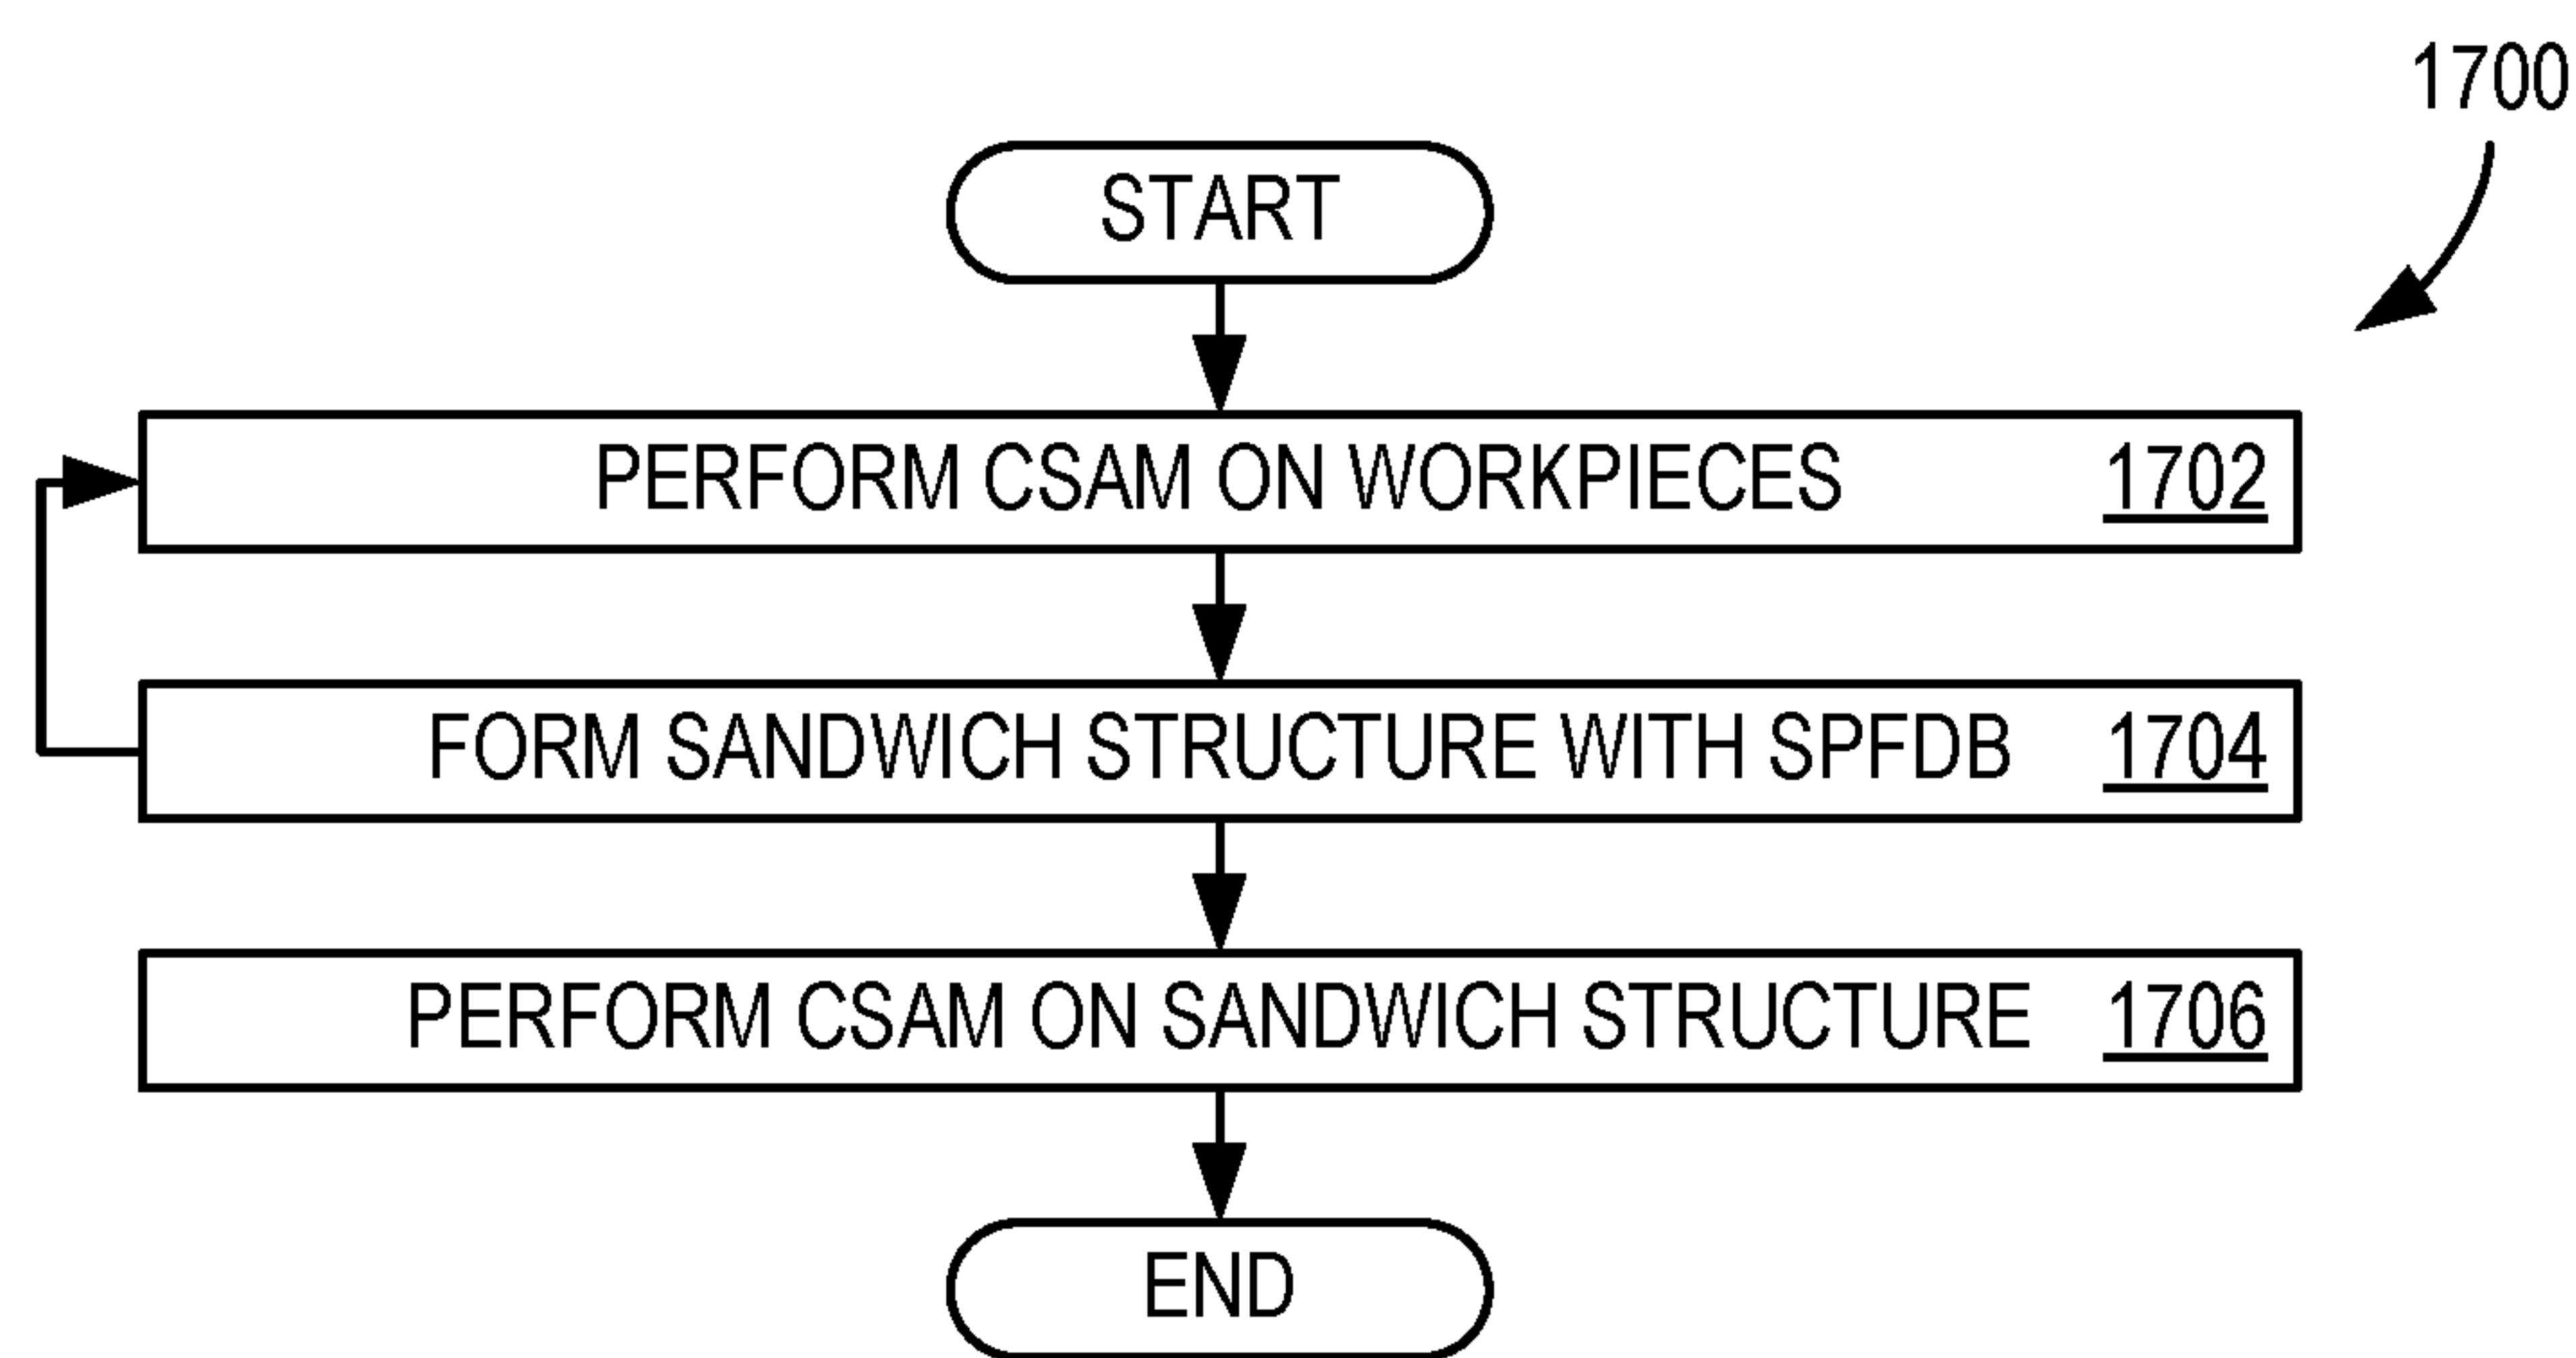 1700
START
PERFORM CSAM ON WORKPIECES 1702
FORM SANDWICH STRUCTURE WITH SPFDB 1704
PERFORM CSAM ON SANDWICH STRUCTURE 1706
END